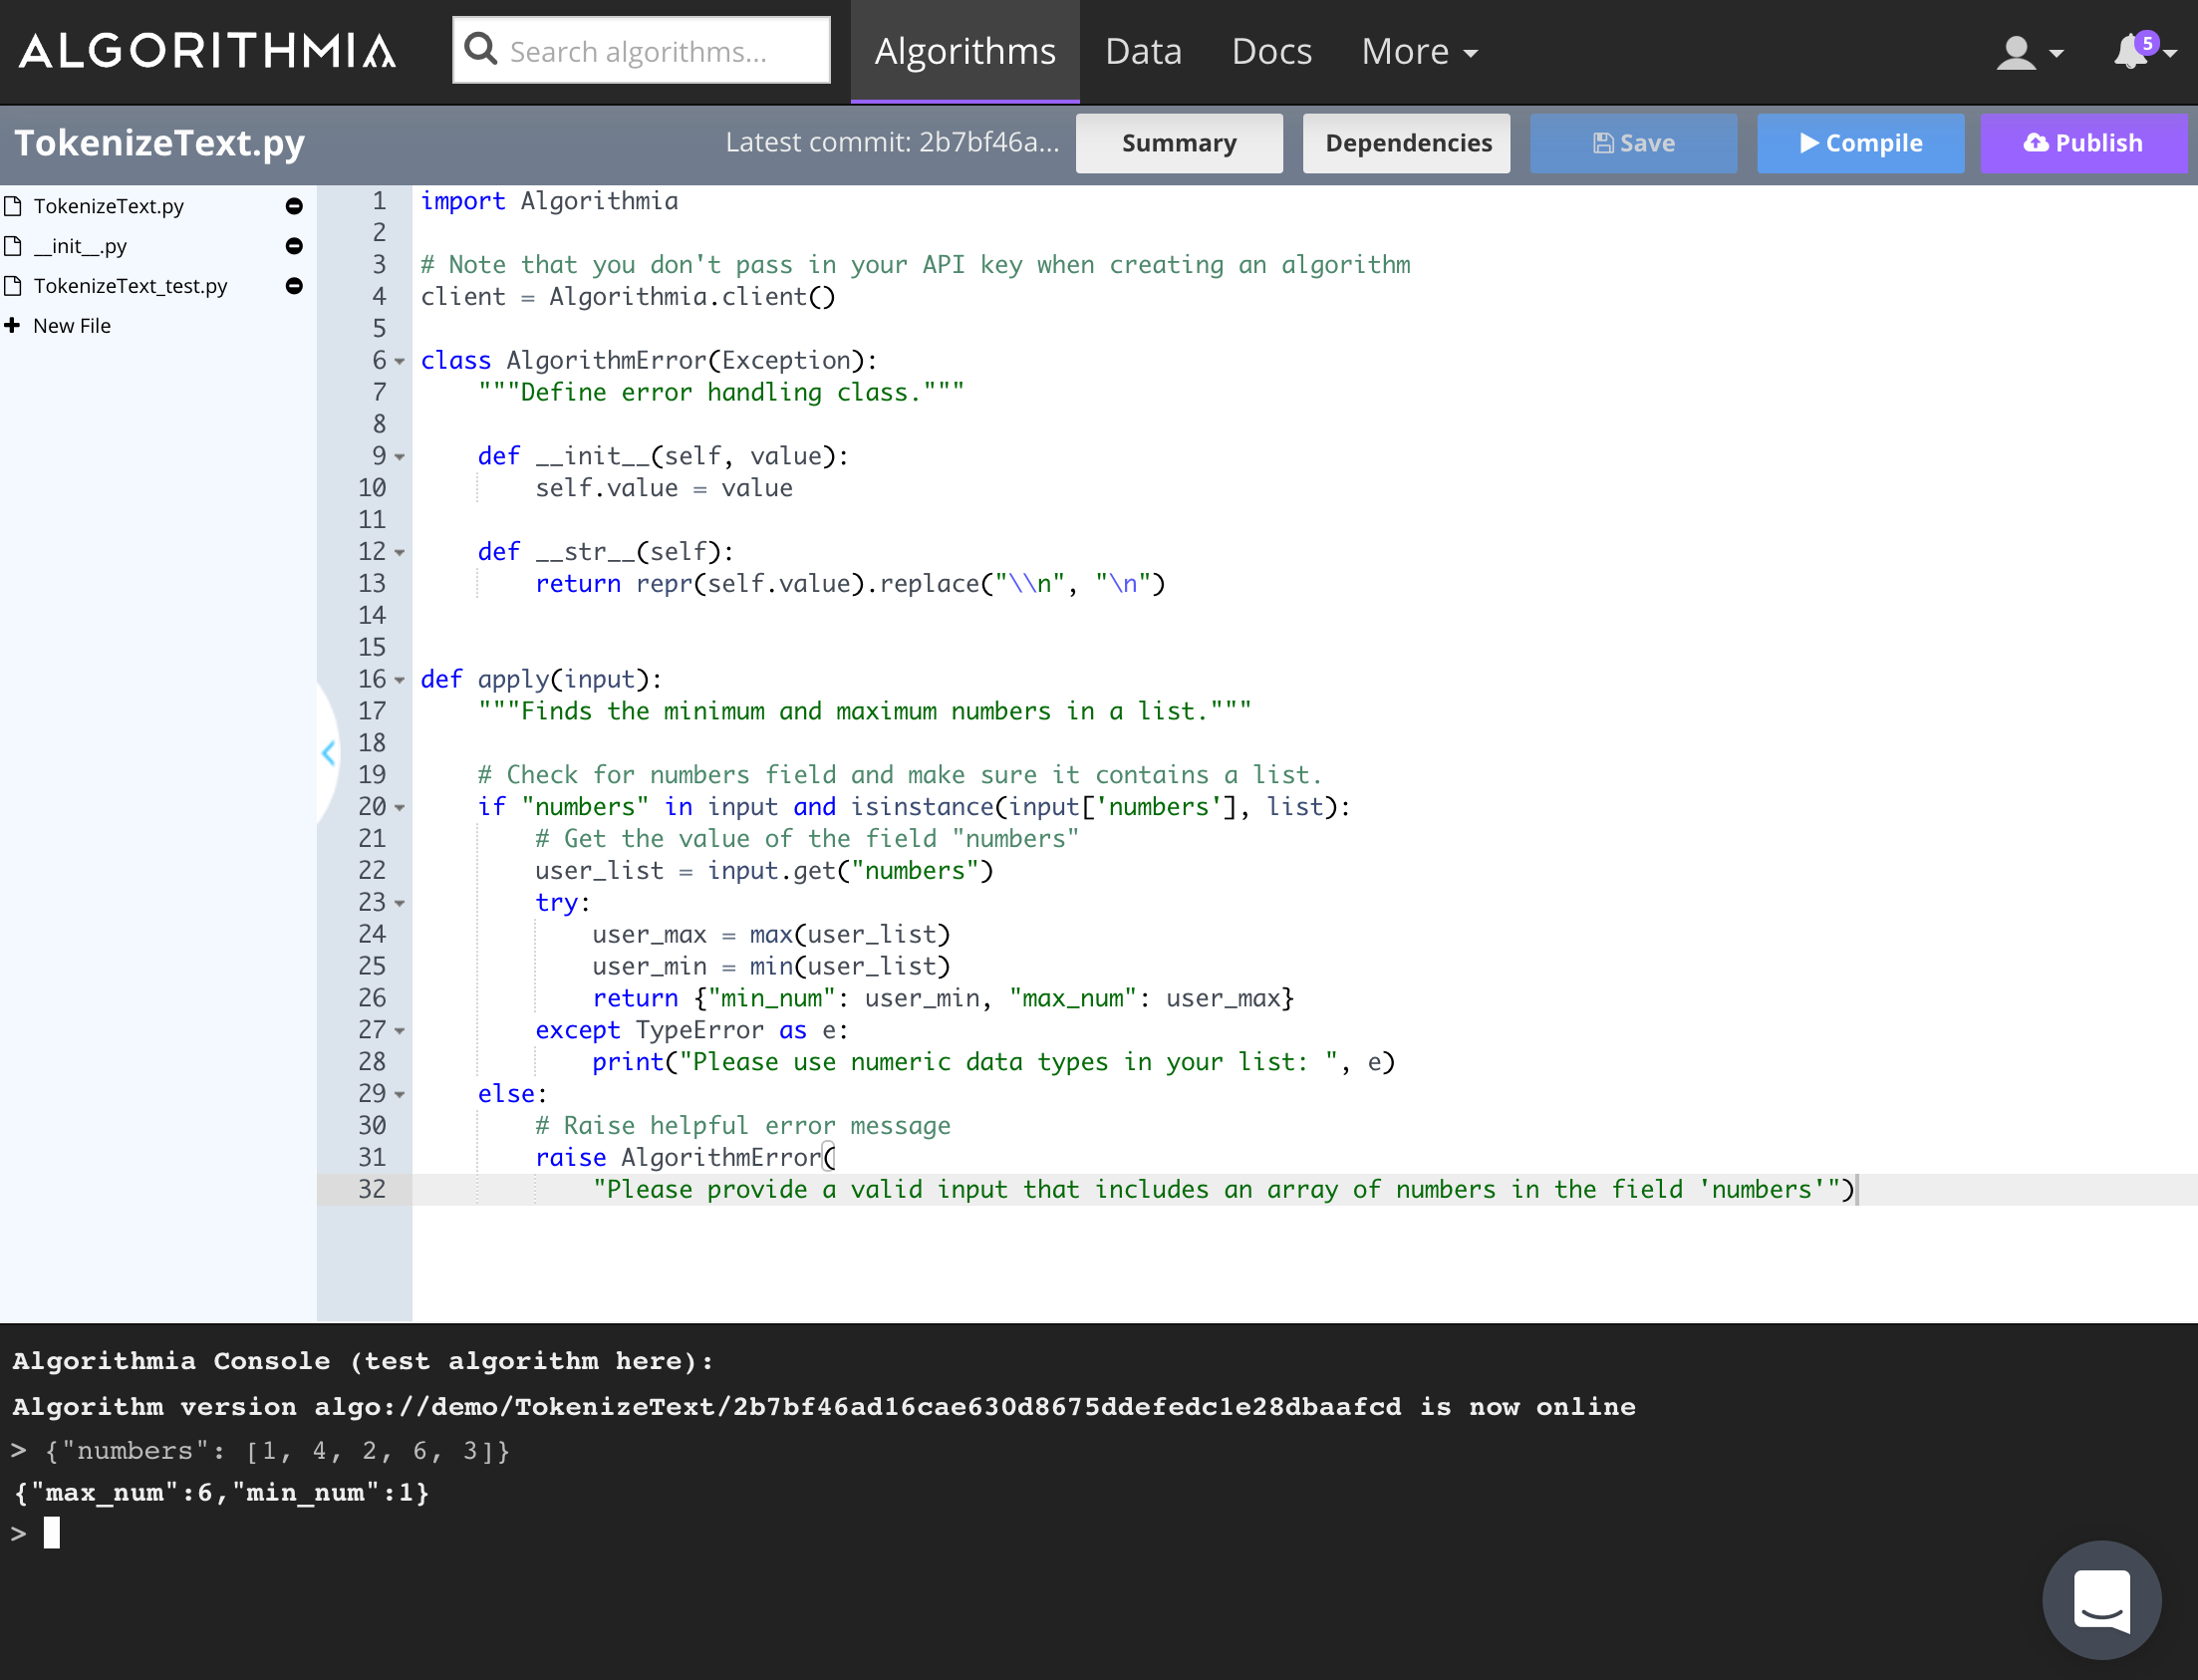 ALGORITHMIA Search algorithms... Algorithms Data Docs More 5
TokenizeText.py Latest commit: 2b7bf46a... Summary Dependencies Save Compile Publish
TokenizeText.py
__init__.py
TokenizeText_test.py
New File
1 import Algorithmia
2
3 # Note that you don't pass in your API key when creating an algorithm
4 client = Algorithmia.client()
5
6 class AlgorithmError(Exception):
7     """Define error handling class."""
8
9     def __init__(self, value):
10         self.value = value
11
12     def __str__(self):
13         return repr(self.value).replace("\\n", "\n")
14
15
16 def apply(input):
17     """Finds the minimum and maximum numbers in a list."""
18
19     # Check for numbers field and make sure it contains a list.
20     if "numbers" in input and isinstance(input['numbers'], list):
21         # Get the value of the field "numbers"
22         user_list = input.get("numbers")
23         try:
24             user_max = max(user_list)
25             user_min = min(user_list)
26             return {"min_num": user_min, "max_num": user_max}
27         except TypeError as e:
28             print("Please use numeric data types in your list: ", e)
29     else:
30         # Raise helpful error message
31         raise AlgorithmError(
32             "Please provide a valid input that includes an array of numbers in the field 'numbers'")
Algorithmia Console (test algorithm here):
Algorithm version algo://demo/TokenizeText/2b7bf46ad16cae630d8675ddefedc1e28dbaafcd is now online
> {"numbers": [1, 4, 2, 6, 3]}
{"max_num":6,"min_num":1}
>